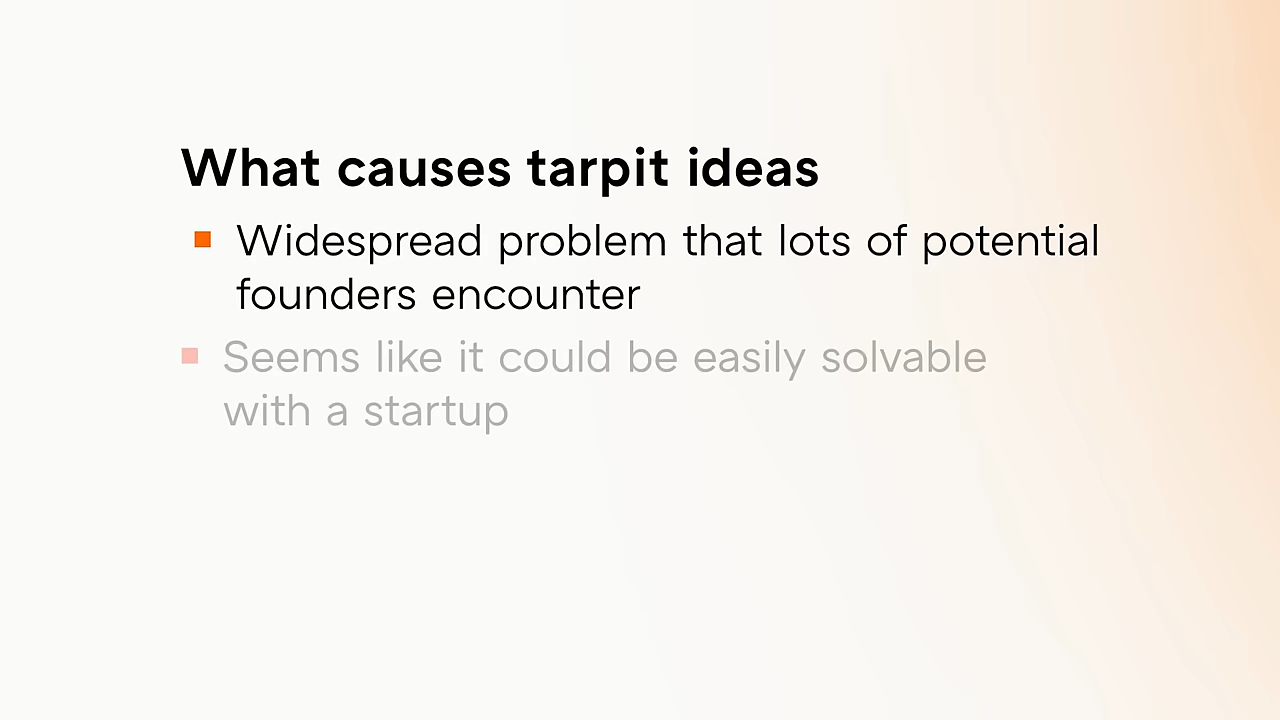 What causes tarpit ideas
Widespread problem that lots of potential
founders encounter
Seems like it could be easily solvable
with a startup